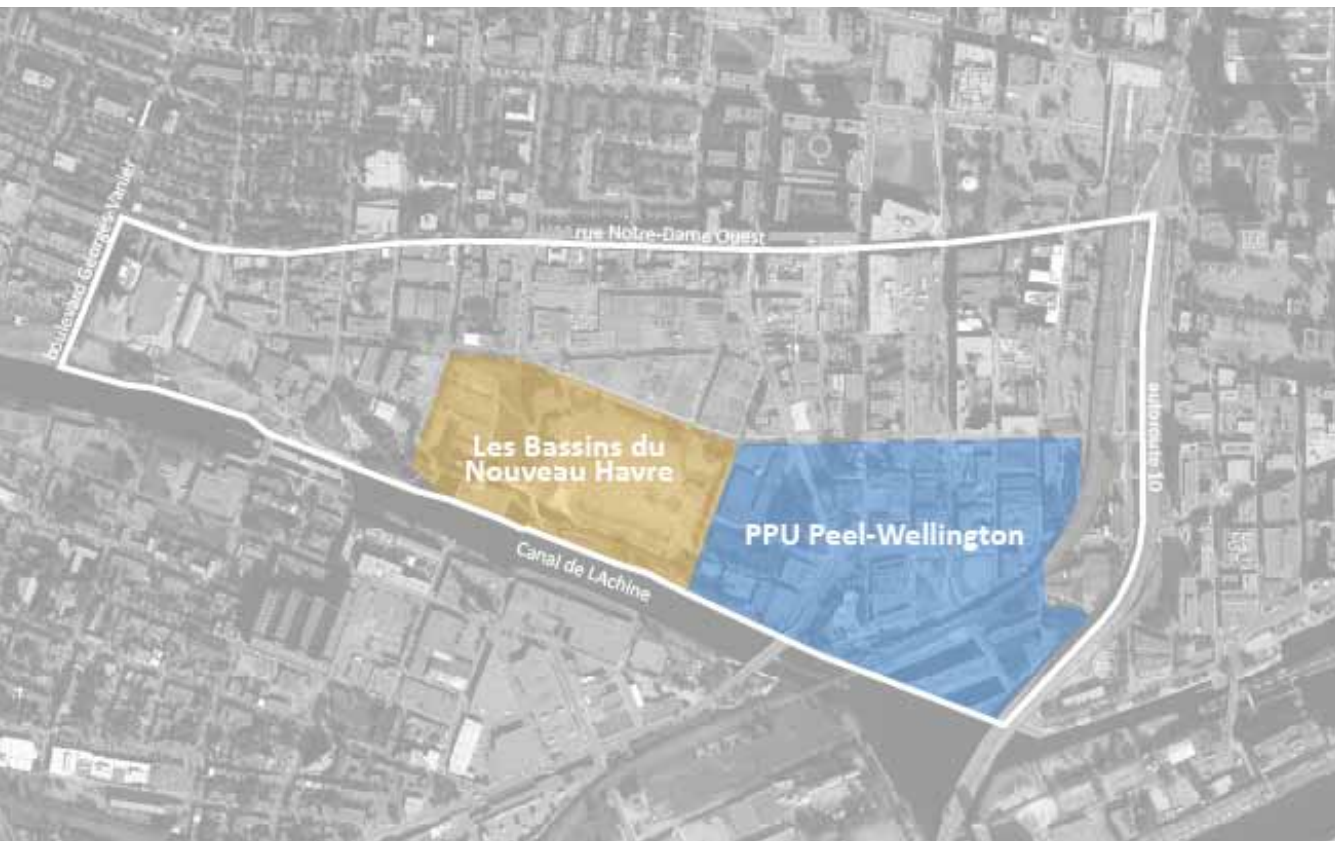 boulevard Georges-Vanier
rue Notre-Dame Ouest
autoroute 10
Les Bassins du
Nouveau Havre
PPU Peel-Wellington
Canal de LAchine